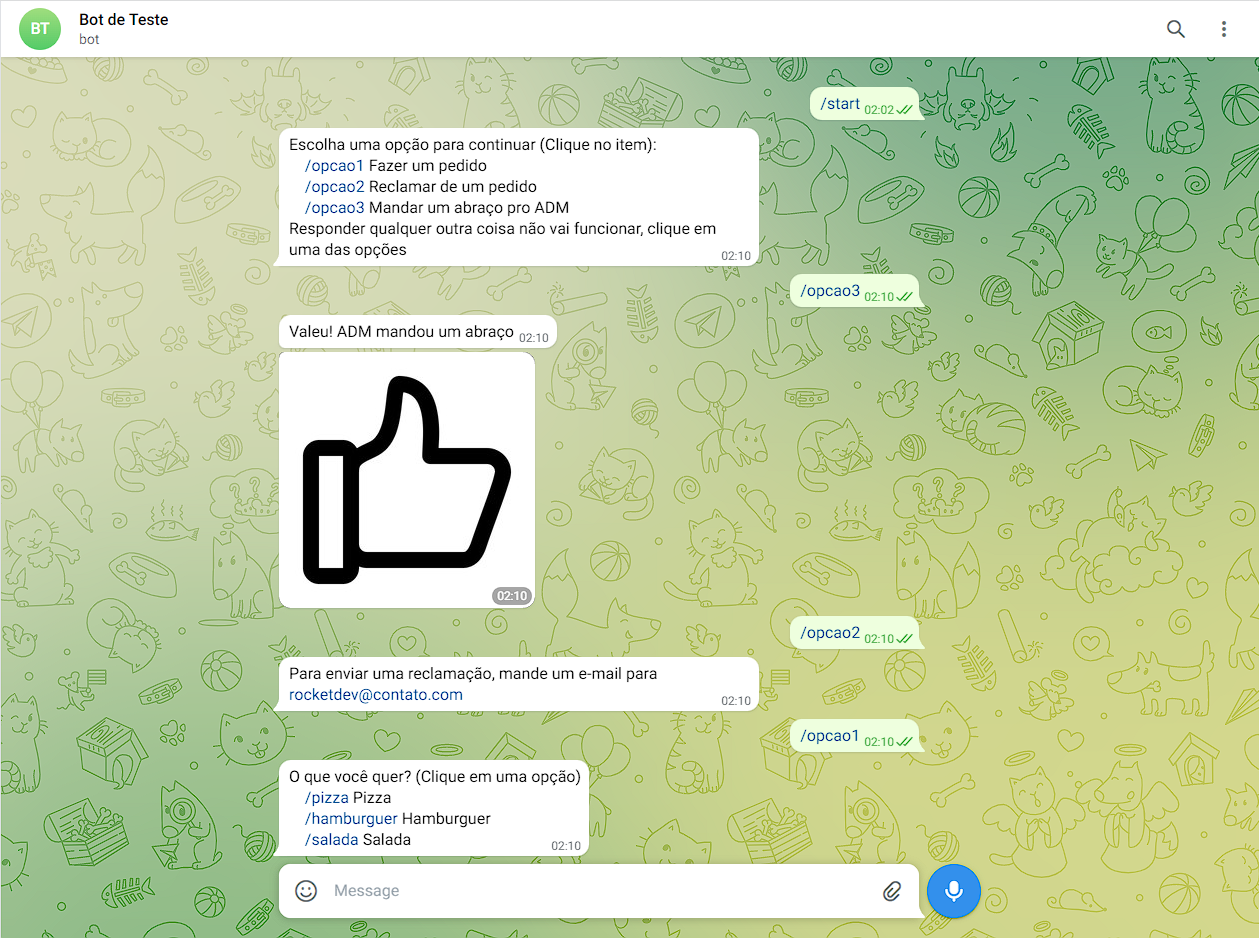 BT
Bot de Teste
bot
/start 02:02
Escolha uma opção para continuar (Clique no item):
/opcao1 Fazer um pedido
/opcao2 Reclamar de um pedido
/opcao3 Mandar um abraço pro ADM
Responder qualquer outra coisa não vai funcionar, clique em
uma das opções
02:10
/opcao3 02:10
Valeu! ADM mandou um abraço 02:10
02:10
/opcao2 02:10
Para enviar uma reclamação, mande um e-mail para
rocketdev@contato.com
02:10
/opcao1 02:10
O que você quer? (Clique em uma opção)
/pizza Pizza
/hamburguer Hamburguer
/salada Salada
02:10
Message